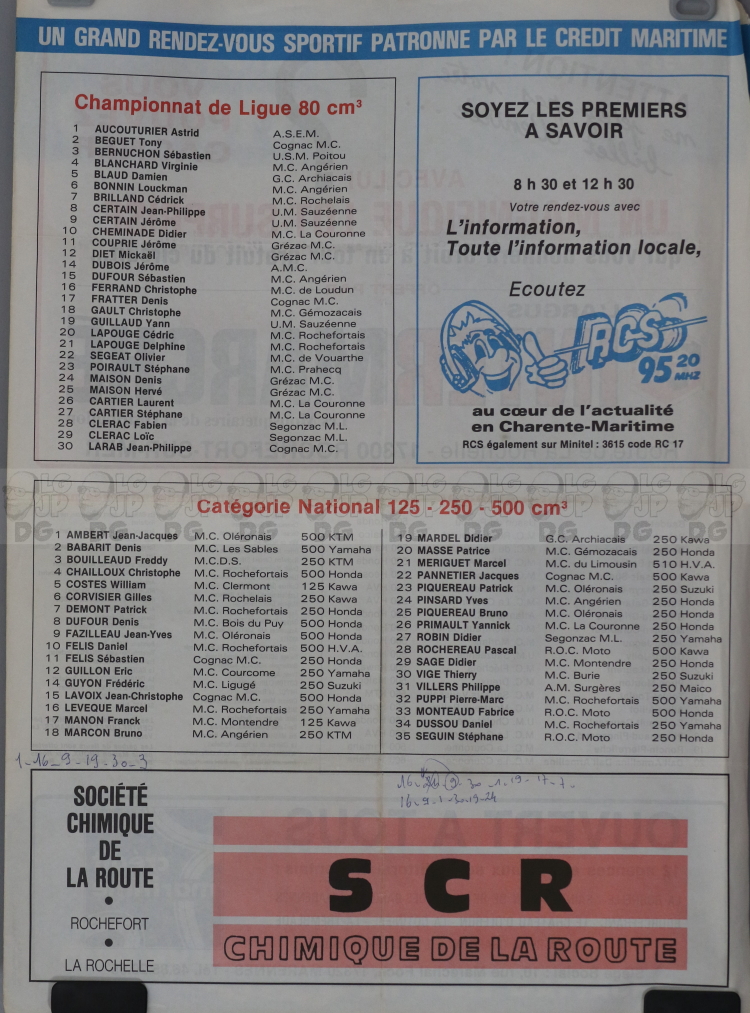 UN GRAND RENDEZ-VOUS SPORTIF PATRONNE PAR LE CREDIT MARITIME
Championnat de Ligue 80 cm³
1 AUCOUTURIER Astrid A.S.E.M.
2 BEGUET Tony Cognac M.C.
3 BERNUCHON Sébastien U.S.M. Poitou
4 BLANCHARD Virginie M.C. Angérien
5 BLAUD Damien G.C. Archiacais
6 BONNIN Louckman M.C. Angérien
7 BRILLAND Cédrick M.C. Rochelais
8 CERTAIN Jean-Philippe U.M. Sauzéenne
9 CERTAIN Jérôme U.M. Sauzéenne
10 CHEMINADE Didier M.C. La Couronne
11 COUPRIE Jérôme Grézac M.C.
12 DIET Mickaël Grézac M.C.
14 DUBOIS Jérôme A.M.C.
15 DUFOUR Sébastien M.C. Angérien
16 FERRAND Christophe M.C. de Loudun
17 FRATTER Denis Cognac M.C.
18 GAULT Christophe M.C. Gémozacais
19 GUILLAUD Yann U.M. Sauzéenne
20 LAPOUGE Cédric M.C. Rochefortais
21 LAPOUGE Delphine M.C. Rochefortais
22 SEGEAT Olivier M.C. de Vouarthe
23 POIRAULT Stéphane M.C. Prahecq
24 MAISON Denis Grézac M.C.
25 MAISON Hervé Grézac M.C.
26 CARTIER Laurent M.C. La Couronne
27 CARTIER Stéphane M.C. La Couronne
28 CLERAC Fabien Segonzac M.L.
29 CLERAC Loïc Segonzac M.L.
30 LARAB Jean-Philippe Cognac M.C.
SOYEZ LES PREMIERS
A SAVOIR
8 h 30 et 12 h 30
Votre rendez-vous avec
L'information,
Toute l'information locale,
Ecoutez
RCS
95 20
MHZ
au cœur de l'actualité
en Charente-Maritime
RCS également sur Minitel : 3615 code RC 17
Catégorie National 125 - 250 - 500 cm³
1 AMBERT Jean-Jacques M.C. Oléronais 500 KTM
2 BABARIT Denis M.C. Les Sables 500 Yamaha
3 BOUILLEAUD Freddy M.C.D.S. 250 KTM
4 CHAILLOUX Christophe M.C. Rochefortais 500 Honda
5 COSTES William M.C. Clermont 125 Kawa
6 CORVISIER Gilles M.C. Rochelais 250 Kawa
7 DEMONT Patrick M.C. Rochefortais 250 Honda
8 DUFOUR Denis M.C. Bois du Puy 500 Honda
9 FAZILLEAU Jean-Yves M.C. Oléronais 500 Honda
10 FELIS Daniel M.C. Rochefortais 500 H.V.A.
11 FELIS Sébastien Cognac M.C. 250 Honda
12 GUILLON Eric M.C. Courcome 250 Yamaha
14 GUYON Frédéric M.C. Ligugé 250 Suzuki
15 LAVOIX Jean-Christophe Cognac M.C. 500 Honda
16 LEVEQUE Marcel M.C. Rochefortais 250 Yamaha
17 MANON Franck M.C. Montendre 125 Kawa
18 MARCON Bruno M.C. Angérien 250 KTM
19 MARDEL Didier G.C. Archiacais 250 Kawa
20 MASSE Patrice M.C. Gémozacais 250 Honda
21 MERIGUET Marcel M.C. du Limousin 510 H.V.A.
22 PANNETIER Jacques Cognac M.C. 500 Kawa
23 PIQUEREAU Patrick M.C. Oléronais 250 Suzuki
24 PINSARD Yves M.C. Angérien 250 Honda
25 PIQUEREAU Bruno M.C. Oléronais 250 Honda
26 PRIMAULT Yannick M.C. La Couronne 250 Honda
27 ROBIN Didier Segonzac M.L. 250 Yamaha
28 ROCHEREAU Pascal R.O.C. Moto 500 Kawa
29 SAGE Didier M.C. Montendre 250 Honda
30 VIGE Thierry M.C. Burie 250 Suzuki
31 VILLERS Philippe A.M. Surgères 250 Maico
32 PUPPI Pierre-Marc M.C. Rochefortais 500 Yamaha
33 MONTEAUD Fabrice R.O.C. Moto 500 Honda
34 DUSSOU Daniel M.C. Rochefortais 250 Yamaha
35 SEGUIN Stéphane R.O.C. Moto 250 Honda
1-16-9-19-30-3
9 30 -1-19-17-7-
16-9-1-30-19-24
SOCIÉTÉ
CHIMIQUE
DE
LA ROUTE
• ROCHEFORT
• LA ROCHELLE
SCR
CHIMIQUE DE LA ROUTE